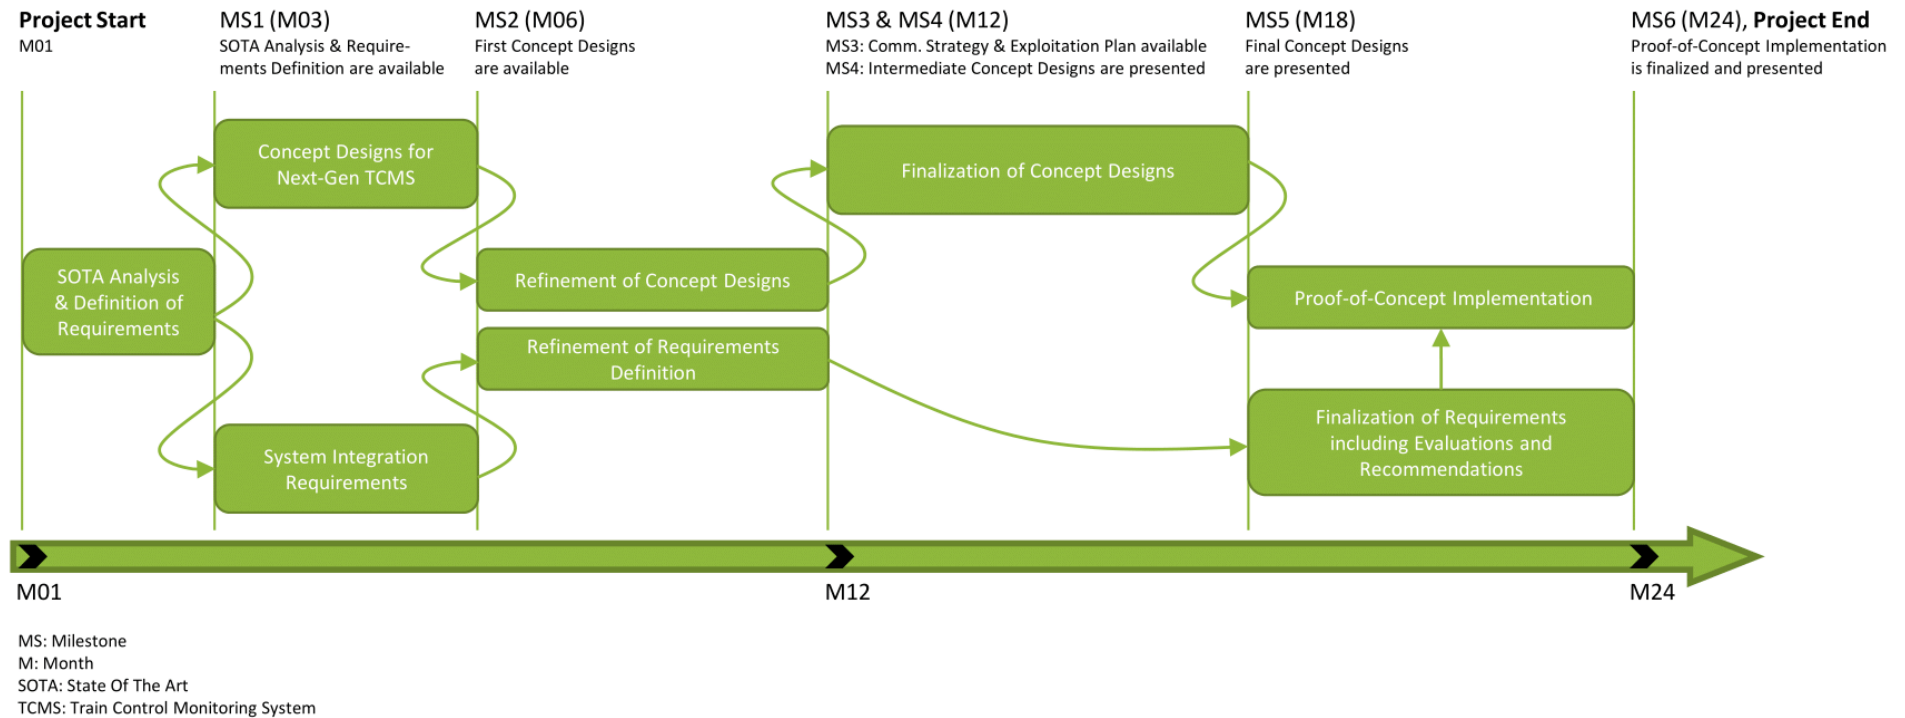 Project Start
M01
MS1 (M03)
SOTA Analysis & Require-
ments Definition are available
MS2 (M06)
First Concept Designs
are available
MS3 & MS4 (M12)
MS3: Comm. Strategy & Exploitation Plan available
MS4: Intermediate Concept Designs are presented
MS5 (M18)
Final Concept Designs
are presented
MS6 (M24), Project End
Proof-of-Concept Implementation
is finalized and presented
SOTA Analysis
& Definition of
Requirements
Concept Designs for
Next-Gen TCMS
System Integration
Requirements
Refinement of Concept Designs
Refinement of Requirements
Definition
Finalization of Concept Designs
Proof-of-Concept Implementation
Finalization of Requirements
including Evaluations and
Recommendations
M01
M12
M24
MS: Milestone
M: Month
SOTA: State Of The Art
TCMS: Train Control Monitoring System